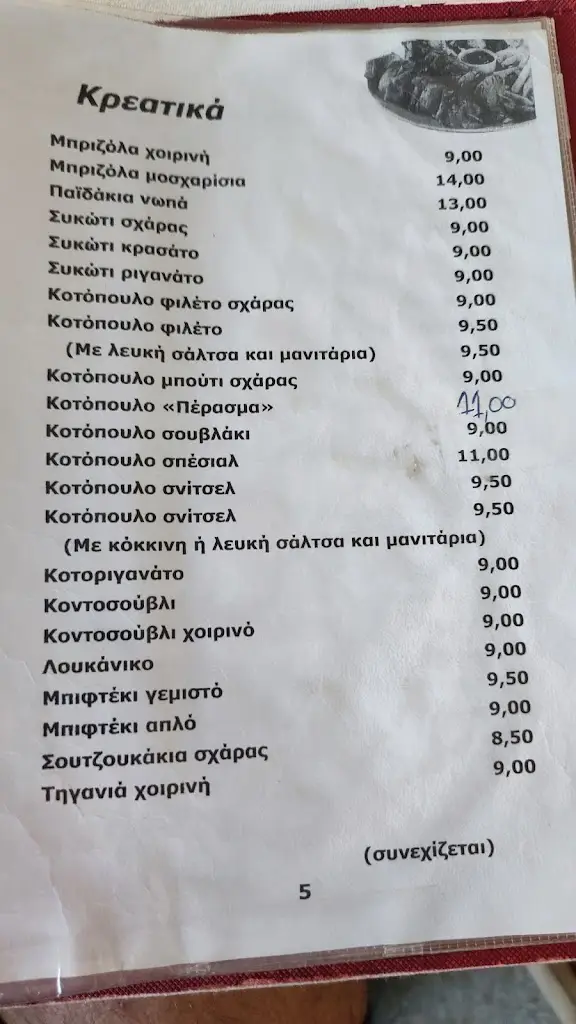 Κρεατικά
Μπριζόλα χοιρινή 9,00
Μπριζόλα μοσχαρίσια 14,00
Παϊδάκια νωπά 13,00
Συκώτι σχάρας 9,00
Συκώτι κρασάτο 9,00
Συκώτι ριγανάτο 9,00
Κοτόπουλο φιλέτο σχάρας 9,00
Κοτόπουλο φιλέτο 9,50
(Με λευκή σάλτσα και μανιτάρια) 9,50
Κοτόπουλο μπούτι σχάρας 9,00
Κοτόπουλο «Πέρασμα» 11,00
Κοτόπουλο σουβλάκι 9,00
Κοτόπουλο σπέσιαλ 11,00
Κοτόπουλο σνίτσελ 9,50
Κοτόπουλο σνίτσελ 9,50
(Με κόκκινη ή λευκή σάλτσα και μανιτάρια)
Κοτοριγανάτο 9,00
Κοντοσούβλι 9,00
Κοντοσούβλι χοιρινό 9,00
Λουκάνικο 9,00
Μπιφτέκι γεμιστό 9,50
Μπιφτέκι απλό 9,00
Σουτζουκάκια σχάρας 8,50
Τηγανιά χοιρινή 9,00
(συνεχίζεται)
5